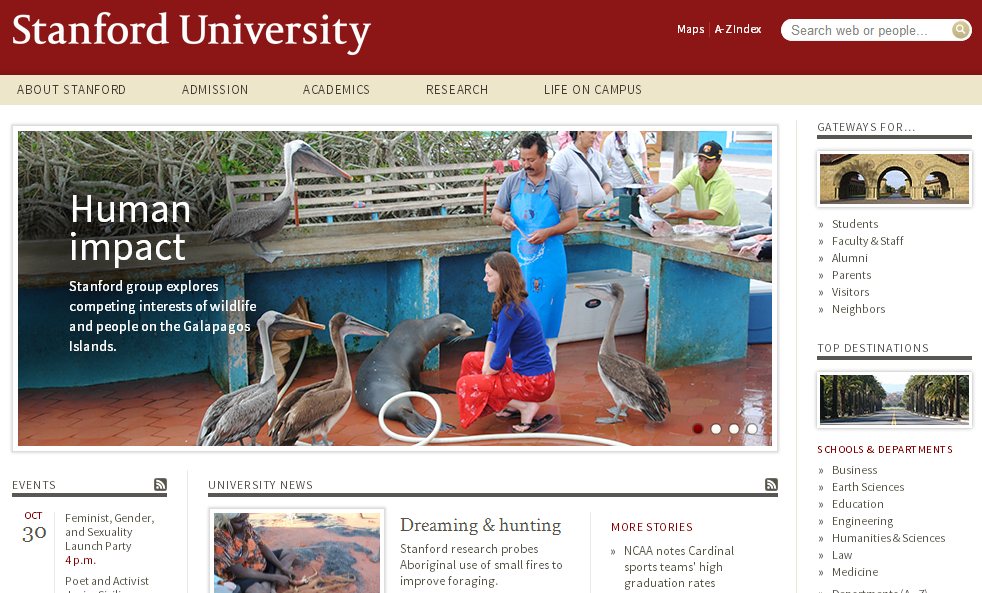 Stanford University
Maps
A-Z Index
Search web or people...
ABOUT STANFORD
ADMISSION
ACADEMICS
RESEARCH
LIFE ON CAMPUS
Human
impact
Stanford group explores
competing interests of wildlife
and people on the Galapagos
Islands.
GATEWAYS FOR...
» Students
» Faculty & Staff
» Alumni
» Parents
» Visitors
» Neighbors
TOP DESTINATIONS
SCHOOLS & DEPARTMENTS
» Business
» Earth Sciences
» Education
» Engineering
» Humanities & Sciences
» Law
» Medicine
» Departments (A-Z)
EVENTS
OCT
30
Feminist, Gender,
and Sexuality
Launch Party
4 p.m.
Poet and Activist
UNIVERSITY NEWS
Dreaming & hunting
Stanford research probes
Aboriginal use of small fires to
improve foraging.
MORE STORIES
» NCAA notes Cardinal
sports teams' high
graduation rates